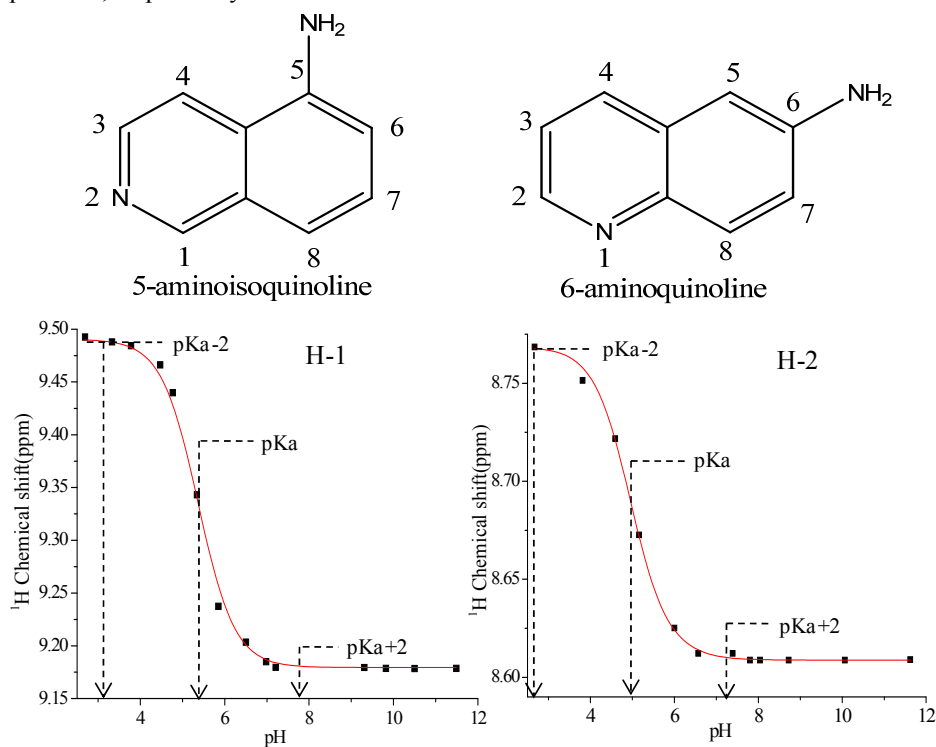 NH₂
5
4
3
6
N
2
7
1
8
5-aminoisoquinoline
4
5
6
NH₂
3
2
7
N
1
8
6-aminoquinoline
9.50
9.45
9.40
9.35
9.30
9.25
9.20
9.15
¹H Chemical shift(ppm)
pKa-2
H-1
pKa
pKa+2
4
6
8
10
12
pH
8.75
8.70
8.65
8.60
¹H Chemical shift(ppm)
pKa-2
H-2
pKa
pKa+2
4
6
8
10
12
pH